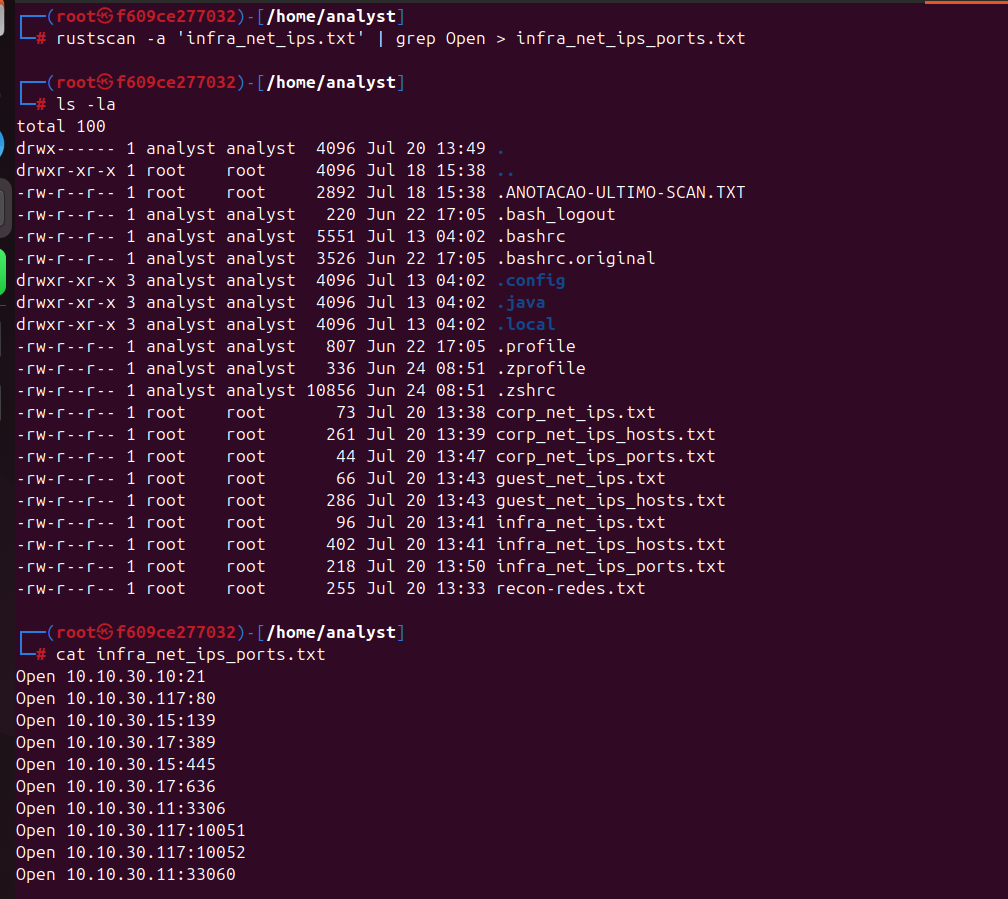 ┌──(root㉿f609ce277032)-[/home/analyst]
└─# rustscan -a 'infra_net_ips.txt' | grep Open > infra_net_ips_ports.txt
┌──(root㉿f609ce277032)-[/home/analyst]
└─# ls -la
total 100
drwx------ 1 analyst analyst  4096 Jul 20 13:49 .
drwxr-xr-x 1 root    root     4096 Jul 18 15:38 ..
-rw-r--r-- 1 root    root     2892 Jul 18 15:38 .ANOTACAO-ULTIMO-SCAN.TXT
-rw-r--r-- 1 analyst analyst   220 Jun 22 17:05 .bash_logout
-rw-r--r-- 1 analyst analyst  5551 Jul 13 04:02 .bashrc
-rw-r--r-- 1 analyst analyst  3526 Jun 22 17:05 .bashrc.original
drwxr-xr-x 3 analyst analyst  4096 Jul 13 04:02 .config
drwxr-xr-x 3 analyst analyst  4096 Jul 13 04:02 .java
drwxr-xr-x 3 analyst analyst  4096 Jul 13 04:02 .local
-rw-r--r-- 1 analyst analyst   807 Jun 22 17:05 .profile
-rw-r--r-- 1 analyst analyst   336 Jun 24 08:51 .zprofile
-rw-r--r-- 1 analyst analyst 10856 Jun 24 08:51 .zshrc
-rw-r--r-- 1 root    root       73 Jul 20 13:38 corp_net_ips.txt
-rw-r--r-- 1 root    root      261 Jul 20 13:39 corp_net_ips_hosts.txt
-rw-r--r-- 1 root    root       44 Jul 20 13:47 corp_net_ips_ports.txt
-rw-r--r-- 1 root    root       66 Jul 20 13:43 guest_net_ips.txt
-rw-r--r-- 1 root    root      286 Jul 20 13:43 guest_net_ips_hosts.txt
-rw-r--r-- 1 root    root       96 Jul 20 13:41 infra_net_ips.txt
-rw-r--r-- 1 root    root      402 Jul 20 13:41 infra_net_ips_hosts.txt
-rw-r--r-- 1 root    root      218 Jul 20 13:50 infra_net_ips_ports.txt
-rw-r--r-- 1 root    root      255 Jul 20 13:33 recon-redes.txt
┌──(root㉿f609ce277032)-[/home/analyst]
└─# cat infra_net_ips_ports.txt
Open 10.10.30.10:21
Open 10.10.30.117:80
Open 10.10.30.15:139
Open 10.10.30.17:389
Open 10.10.30.15:445
Open 10.10.30.17:636
Open 10.10.30.11:3306
Open 10.10.30.117:10051
Open 10.10.30.117:10052
Open 10.10.30.11:33060